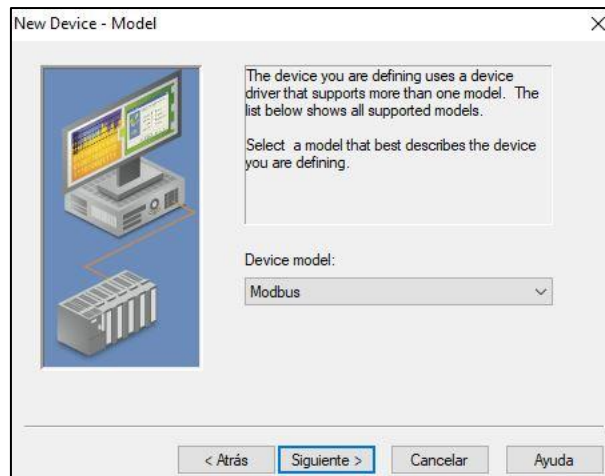 New Device - Model
The device you are defining uses a device
driver that supports more than one model. The
list below shows all supported models.
Select a model that best describes the device
you are defining.
Device model:
Modbus
< Atrás
Siguiente >
Cancelar
Ayuda